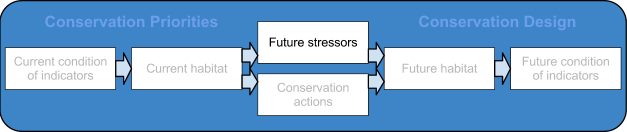 Conservation Priorities
Conservation Design
Current condition
of indicators
Current habitat
Future stressors
Conservation
actions
Future habitat
Future condition
of indicators